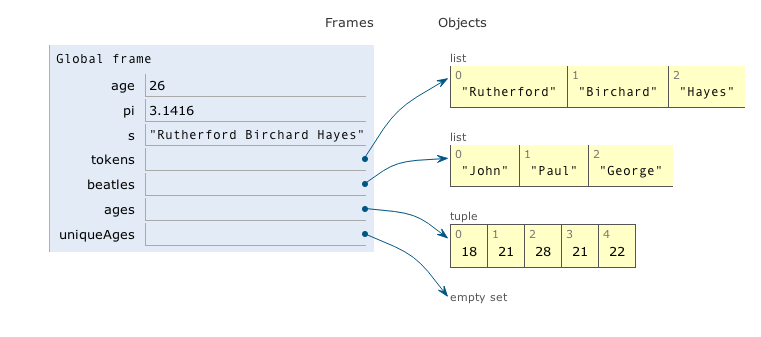 Frames Objects
Global frame
age 26
pi 3.1416
s "Rutherford Birchard Hayes"
tokens
beatles
ages
uniqueAges
list
0 1 2
"Rutherford" "Birchard" "Hayes"
list
0 1 2
"John" "Paul" "George"
tuple
0 1 2 3 4
18 21 28 21 22
empty set